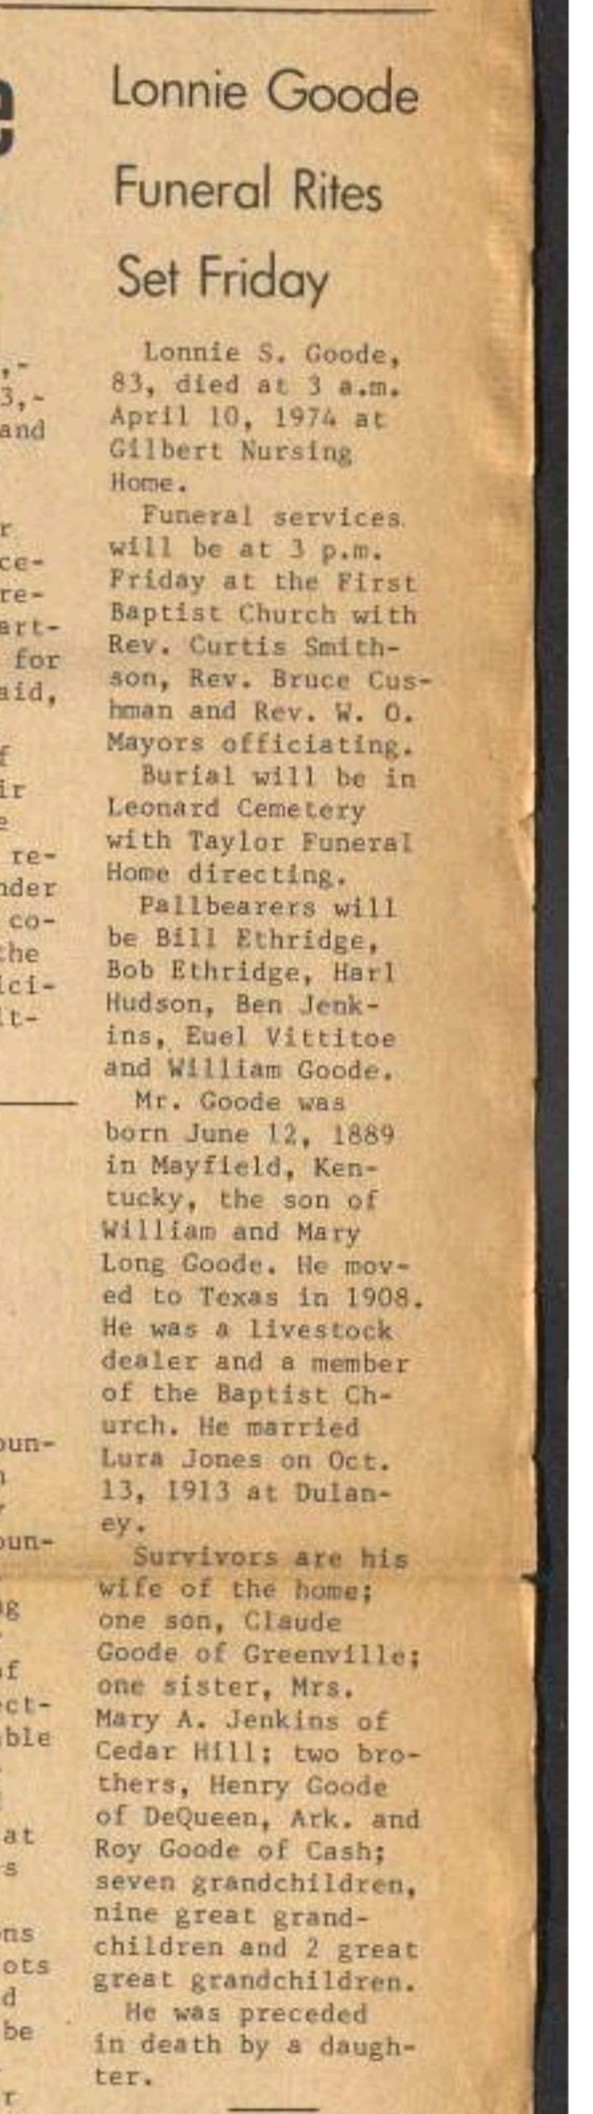 e
Lonnie Goode
Funeral Rites
Set Friday
Lonnie S. Goode,
83, died at 3 a.m.
April 10, 1974 at
Gilbert Nursing
Home.
Funeral services
will be at 3 p.m.
Friday at the First
Baptist Church with
Rev. Curtis Smith-
son, Rev. Bruce Cus-
hman and Rev. W. O.
Mayors officiating.
Burial will be in
Leonard Cemetery
with Taylor Funeral
Home directing.
Pallbearers will
be Bill Ethridge,
Bob Ethridge, Harl
Hudson, Ben Jenk-
ins, Euel Vittitoe
and William Goode.
Mr. Goode was
born June 12, 1889
in Mayfield, Ken-
tucky, the son of
William and Mary
Long Goode. He mov-
ed to Texas in 1908.
He was a livestock
dealer and a member
of the Baptist Ch-
urch. He married
Lura Jones on Oct.
13, 1913 at Dulan-
ey.
Survivors are his
wife of the home;
one son, Claude
Goode of Greenville;
one sister, Mrs.
Mary A. Jenkins of
Cedar Hill; two bro-
thers, Henry Goode
of DeQueen, Ark. and
Roy Goode of Cash;
seven grandchildren,
nine great grand-
children and 2 great
great grandchildren.
He was preceded
in death by a daugh-
ter.